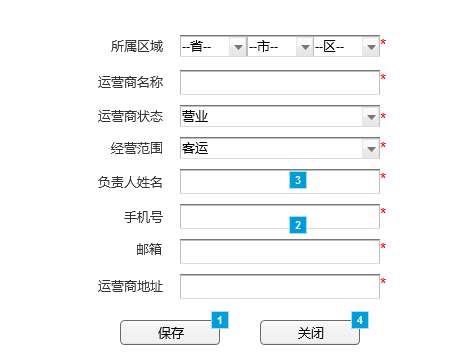 所属区域 --省-- --市-- --区-- *
运营商名称 *
运营商状态 营业 *
经营范围 客运 *
负责人姓名 3 *
手机号 2 *
邮箱 *
运营商地址 *
保存 1 关闭 4